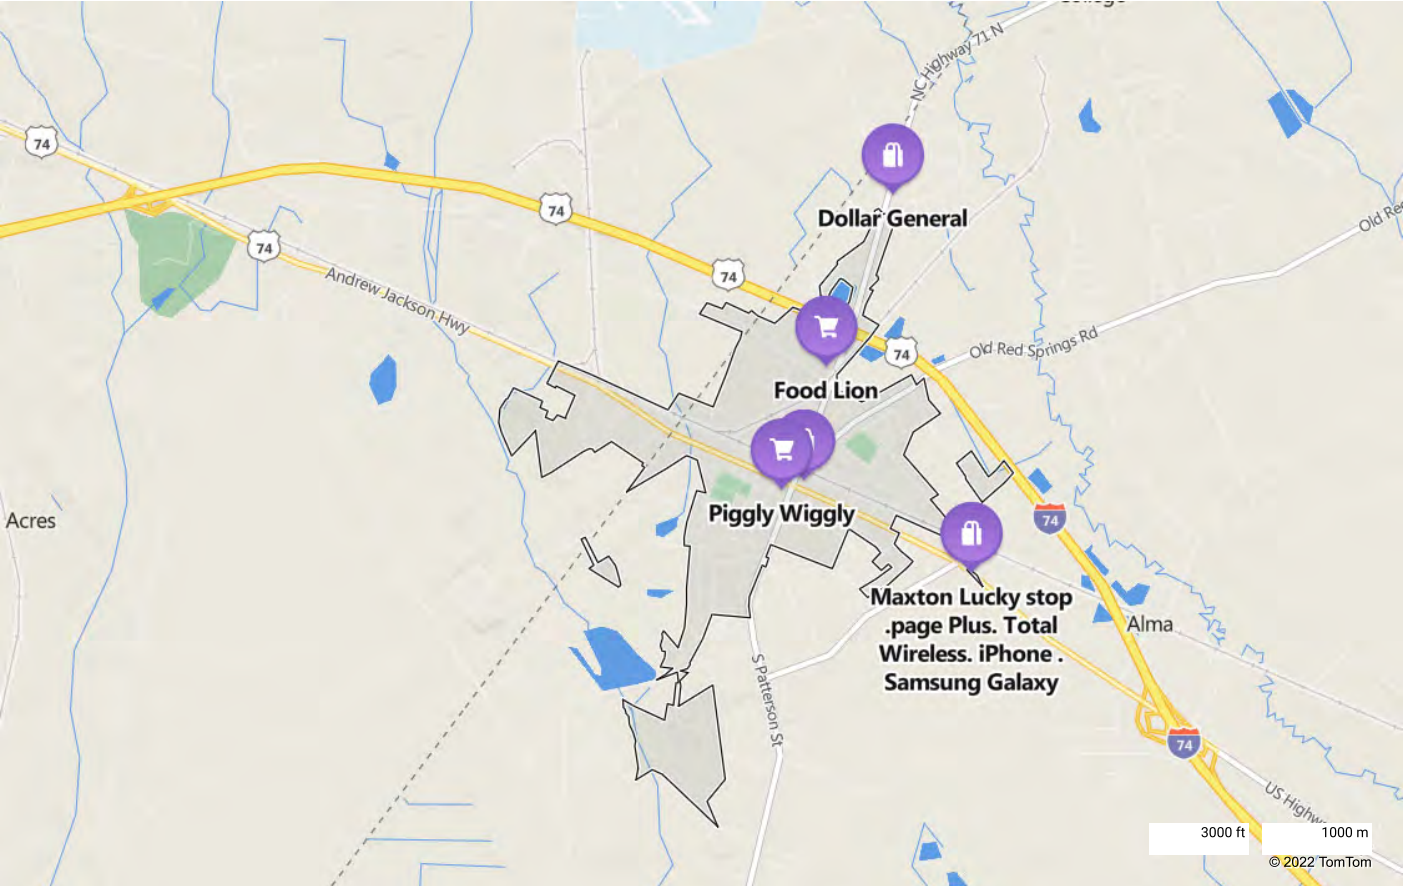 NC Highway 71 N
74
74
74
74
Dollar General
Andrew Jackson Hwy
Old Red
74
Old Red Springs Rd
Food Lion
Piggly Wiggly
Acres
74
Maxton Lucky stop
.page Plus. Total
Wireless. iPhone .
Samsung Galaxy
Alma
S Patterson St
74
US Highw
3000 ft
1000 m
© 2022 TomTom